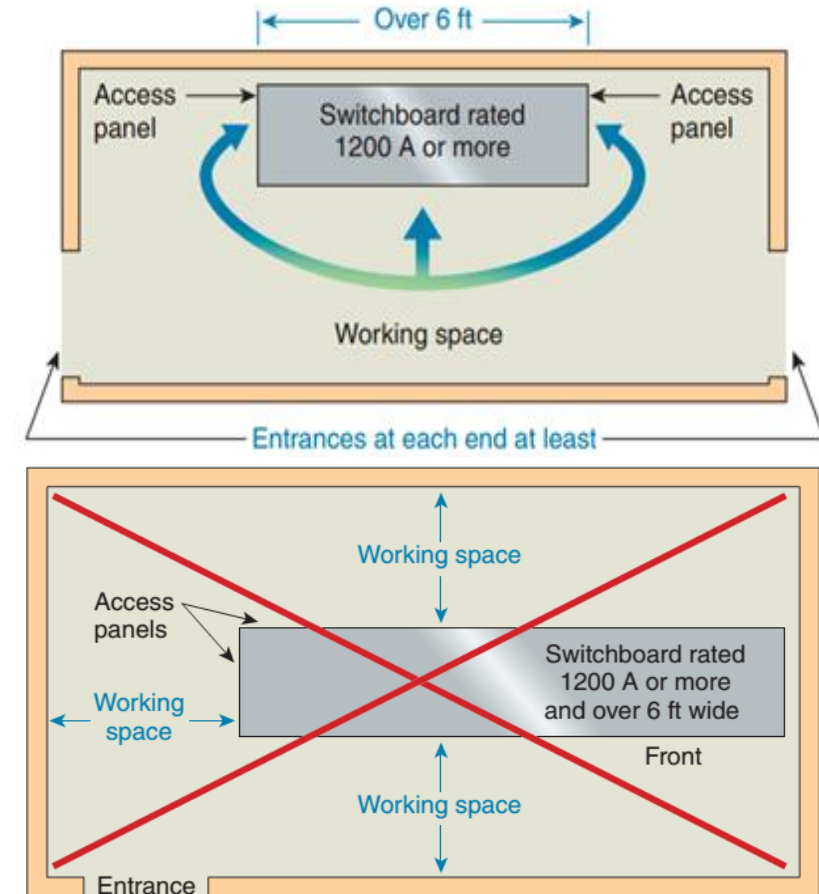 Over 6 ft
Access
panel
Switchboard rated
1200 A or more
Access
panel
Working space
Entrances at each end at least
Working space
Access
panels
Switchboard rated
1200 A or more
and over 6 ft wide
Working
space
Front
Working space
Entrance